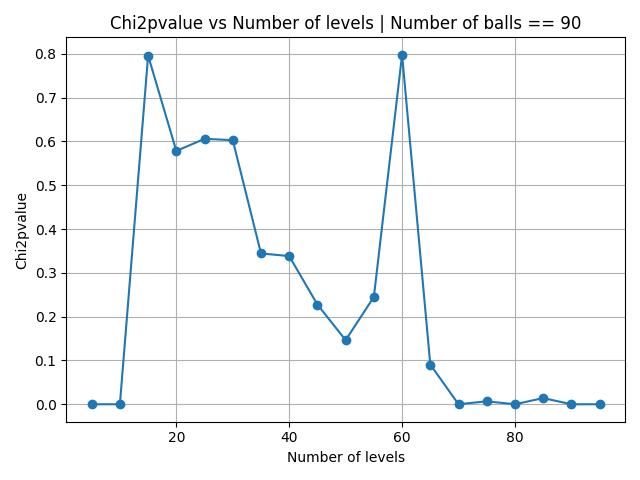 Chi2pvalue vs Number of levels | Number of balls == 90
Chi2pvalue
0.8
0.7
0.6
0.5
0.4
0.3
0.2
0.1
0.0
20 40 60 80
Number of levels